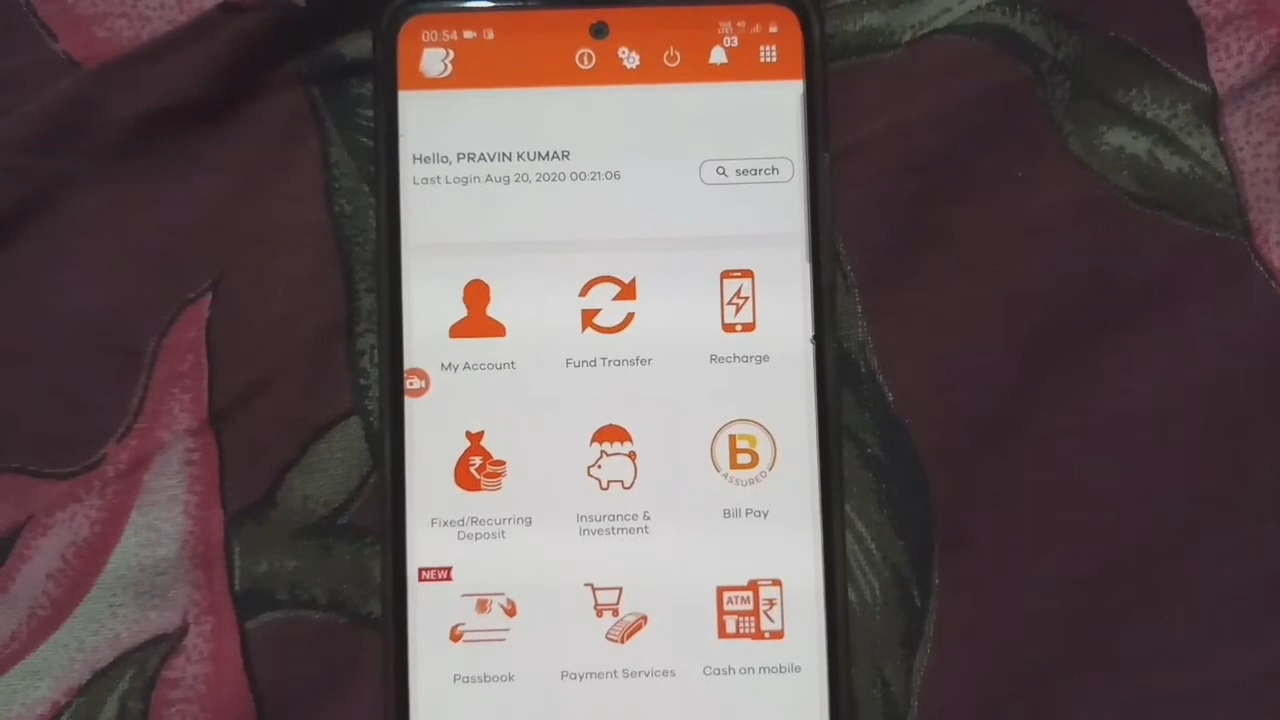 00:54
03
Hello, PRAVIN KUMAR
Last Login:Aug 20, 2020 00:21:06
search
My Account
Fund Transfer
Recharge
Fixed/Recurring
Deposit
Insurance &
Investment
B
ASSURED
Bill Pay
NEW
ATM
Passbook
Payment Services
Cash on mobile